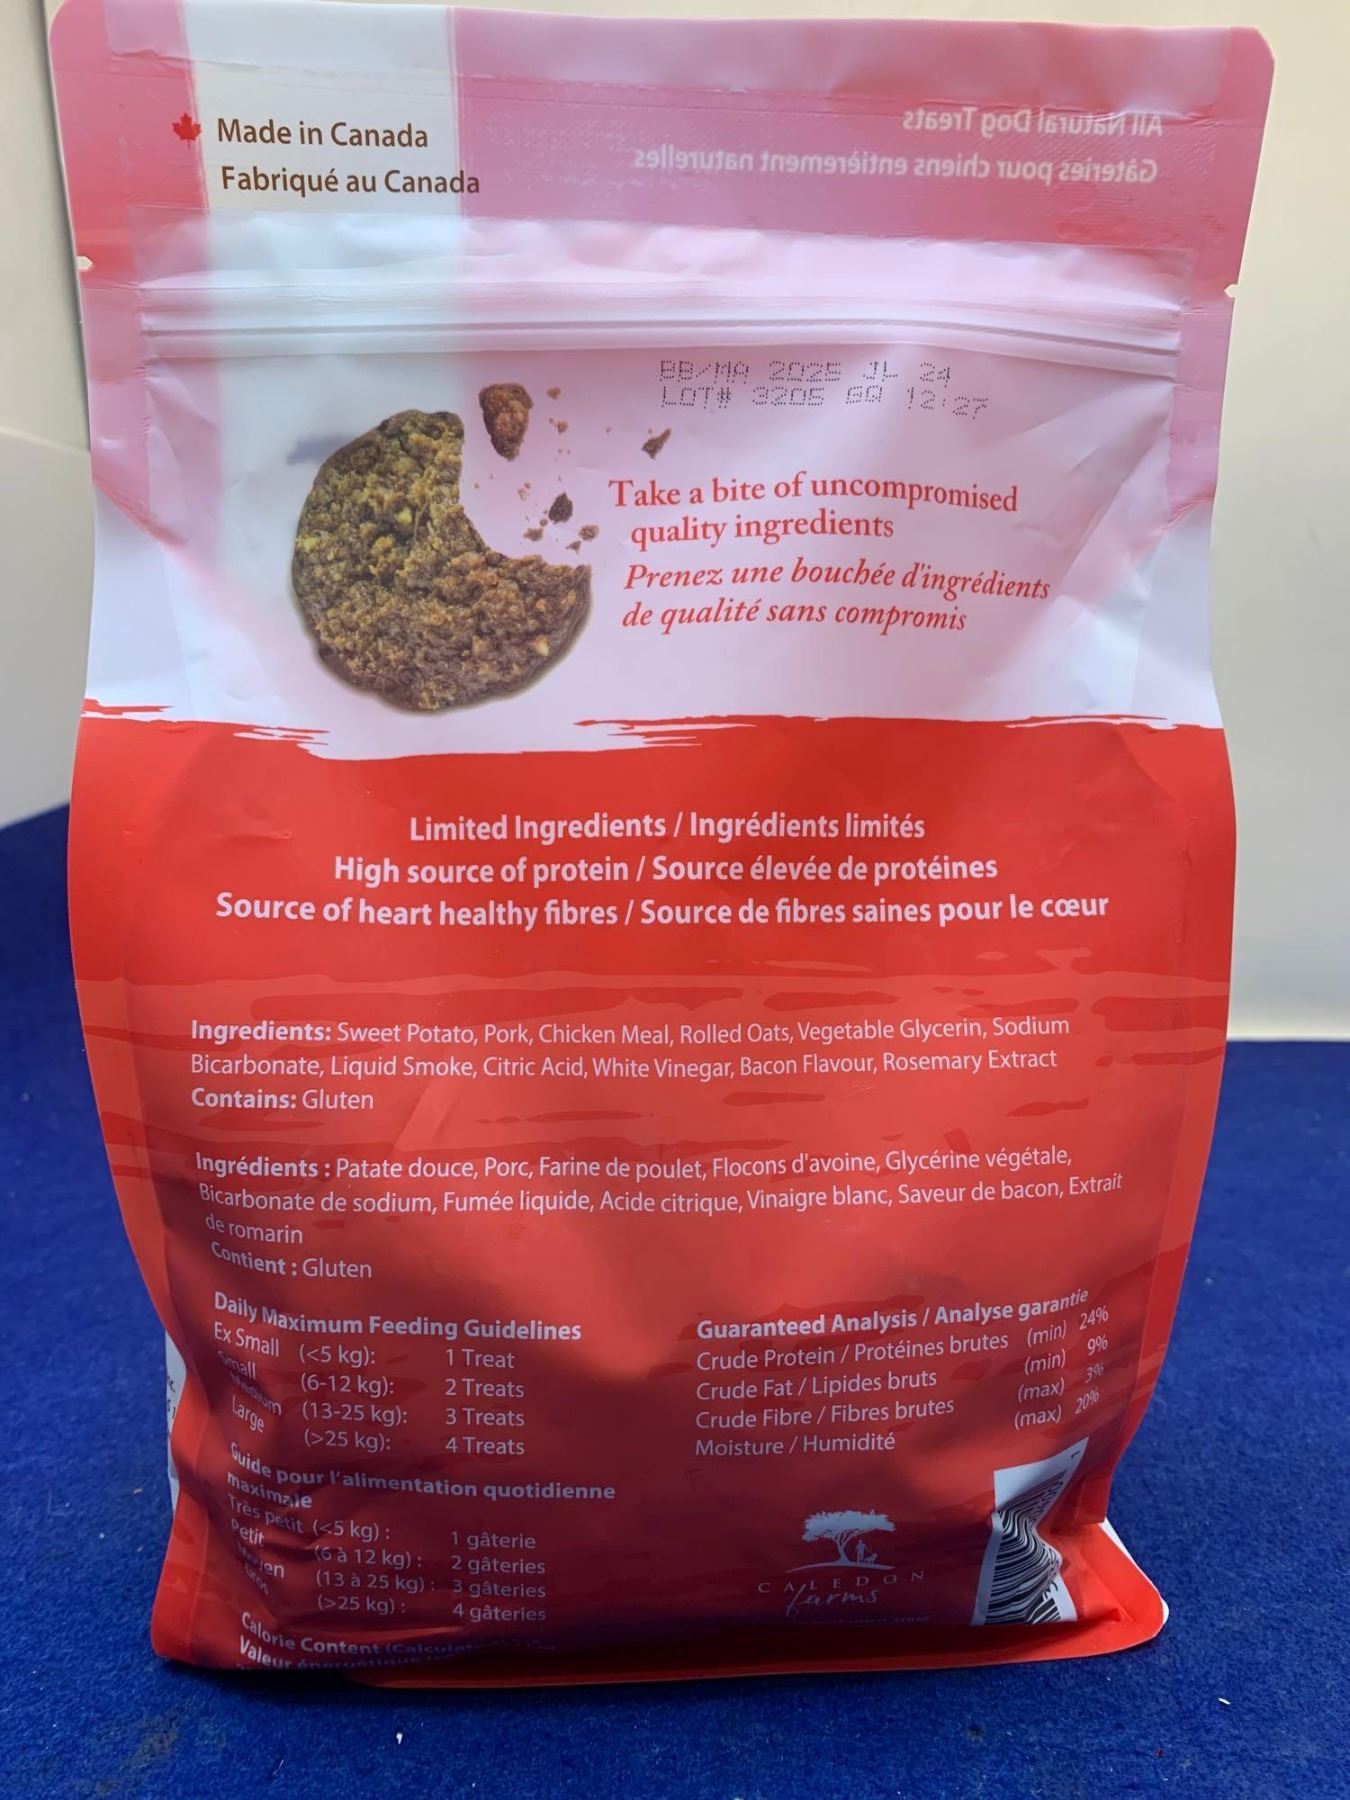 Made in Canada
Fabriqué au Canada
All Natural Dog Treats
Gâteries pour chiens entièrement naturelles
BB/MA 2025 JL 24
LOT# 3205 GQ 12:27
Take a bite of uncompromised
quality ingredients
Prenez une bouchée d'ingrédients
de qualité sans compromis
Limited Ingredients / Ingrédients limités
High source of protein / Source élevée de protéines
Source of heart healthy fibres / Source de fibres saines pour le cœur
Ingredients: Sweet Potato, Pork, Chicken Meal, Rolled Oats, Vegetable Glycerin, Sodium
Bicarbonate, Liquid Smoke, Citric Acid, White Vinegar, Bacon Flavour, Rosemary Extract
Contains: Gluten
Ingrédients : Patate douce, Porc, Farine de poulet, Flocons d'avoine, Glycérine végétale,
Bicarbonate de sodium, Fumée liquide, Acide citrique, Vinaigre blanc, Saveur de bacon, Extrait
de romarin
Contient : Gluten
Daily Maximum Feeding Guidelines
Ex Small (<5 kg): 1 Treat
Small (6-12 kg): 2 Treats
Medium (13-25 kg): 3 Treats
Large (>25 kg): 4 Treats
Guide pour l'alimentation quotidienne
maximale
Très petit (<5 kg) : 1 gâterie
Petit (6 à 12 kg) : 2 gâteries
Moyen (13 à 25 kg) : 3 gâteries
Gros (>25 kg) : 4 gâteries
Calorie Content
Valeur énergétique
Guaranteed Analysis / Analyse garantie
Crude Protein / Protéines brutes (min) 24%
Crude Fat / Lipides bruts (min) 9%
Crude Fibre / Fibres brutes (max) 3%
Moisture / Humidité (max) 20%
CALEDON
farms